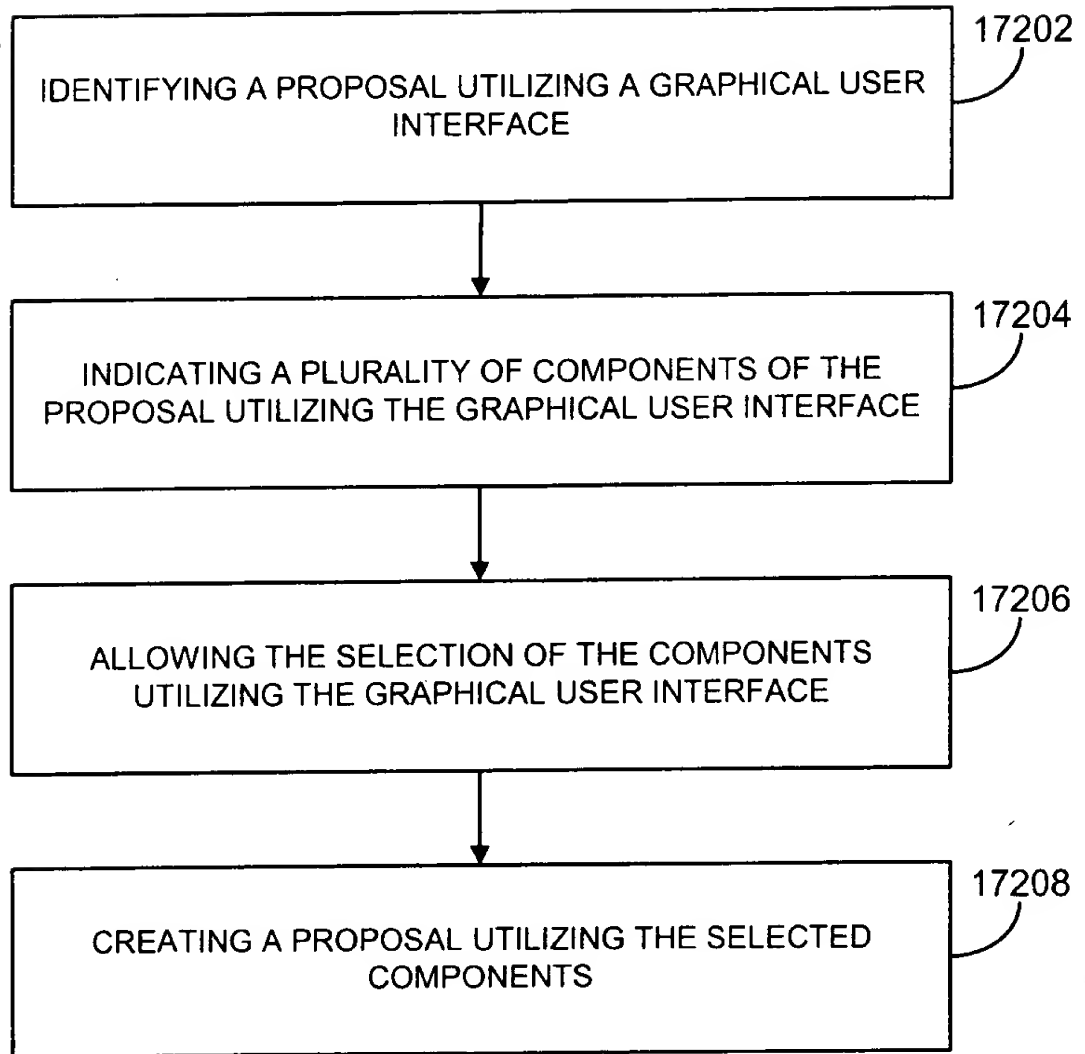 17202
IDENTIFYING A PROPOSAL UTILIZING A GRAPHICAL USER
INTERFACE
17204
INDICATING A PLURALITY OF COMPONENTS OF THE
PROPOSAL UTILIZING THE GRAPHICAL USER INTERFACE
17206
ALLOWING THE SELECTION OF THE COMPONENTS
UTILIZING THE GRAPHICAL USER INTERFACE
17208
CREATING A PROPOSAL UTILIZING THE SELECTED
COMPONENTS